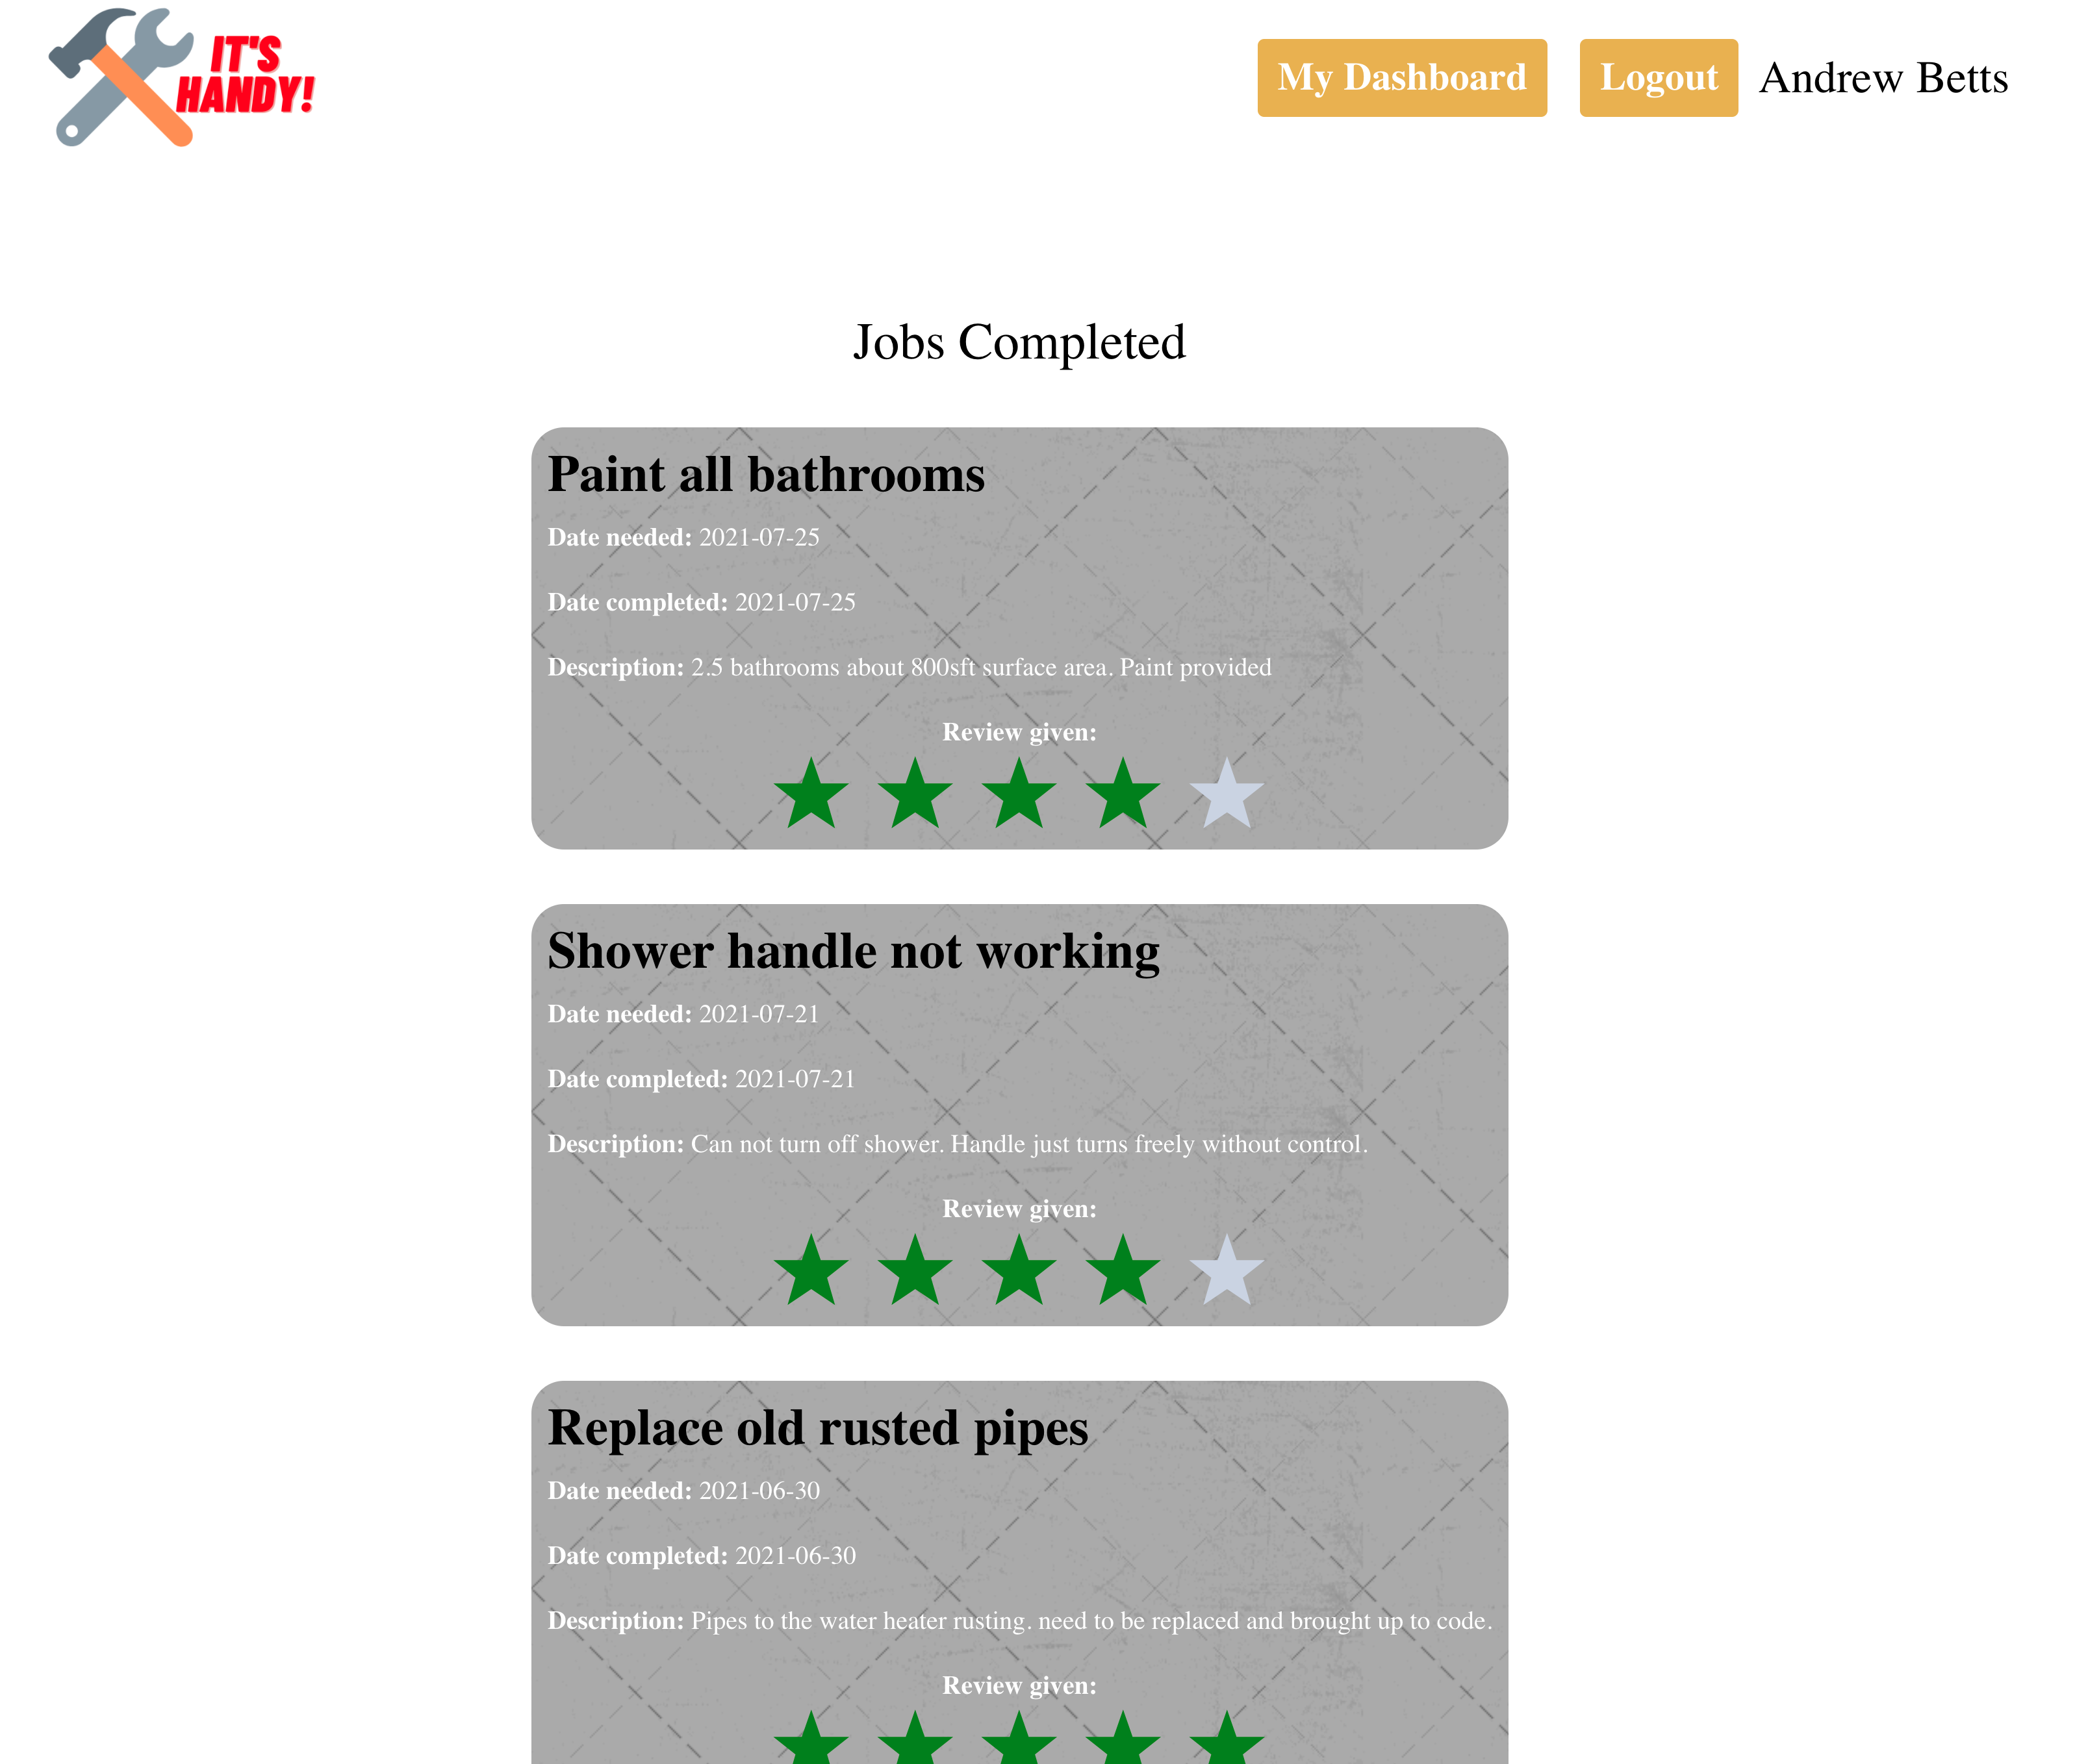 IT'S
HANDY!
My Dashboard
Logout
Andrew Betts
Jobs Completed
Paint all bathrooms
Date needed: 2021-07-25
Date completed: 2021-07-25
Description: 2.5 bathrooms about 800sft surface area. Paint provided
Review given:
Shower handle not working
Date needed: 2021-07-21
Date completed: 2021-07-21
Description: Can not turn off shower. Handle just turns freely without control.
Review given:
Replace old rusted pipes
Date needed: 2021-06-30
Date completed: 2021-06-30
Description: Pipes to the water heater rusting. need to be replaced and brought up to code.
Review given: